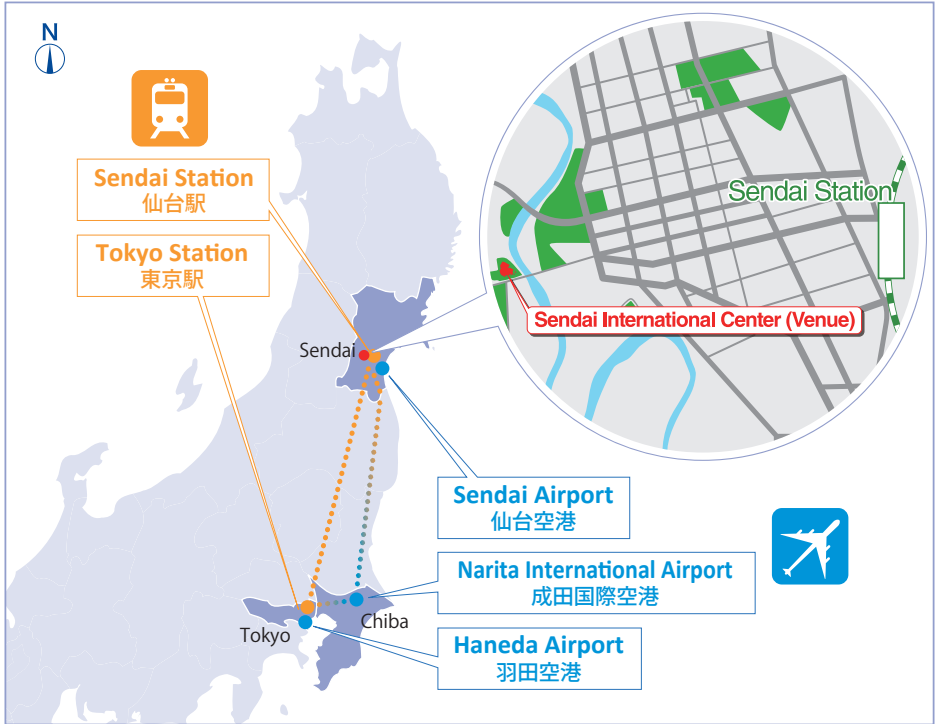 N
Sendai Station
仙台駅
Tokyo Station
東京駅
Sendai Station
Sendai International Center (Venue)
Sendai
Sendai Airport
仙台空港
Narita International Airport
成田国際空港
Chiba
Tokyo
Haneda Airport
羽田空港